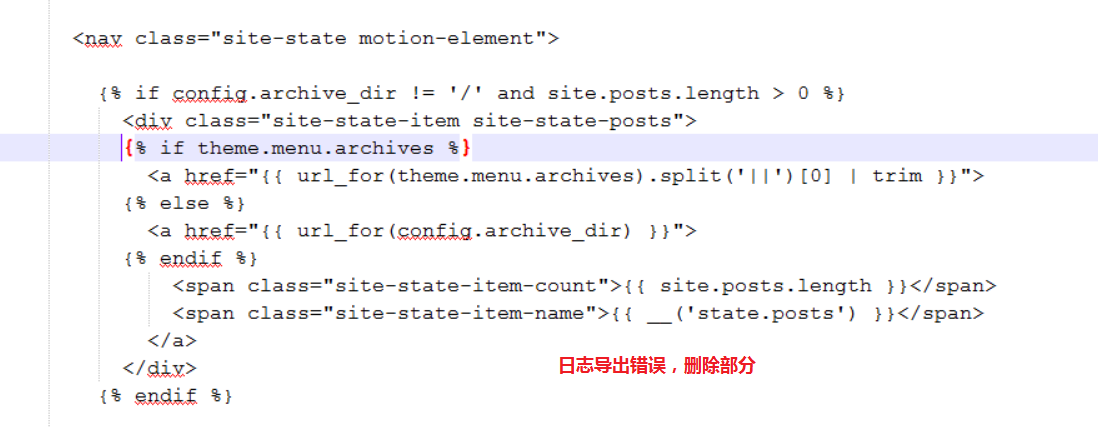 <nav class="site-state motion-element">
{% if config.archive_dir != '/' and site.posts.length > 0 %}
<div class="site-state-item site-state-posts">
{% if theme.menu.archives %}
<a href="{{ url_for(theme.menu.archives).split('||')[0] | trim }}">
{% else %}
<a href="{{ url_for(config.archive_dir) }}">
{% endif %}
<span class="site-state-item-count">{{ site.posts.length }}</span>
<span class="site-state-item-name">{{ __('state.posts') }}</span>
</a>
</div>
日志导出错误，删除部分
{% endif %}